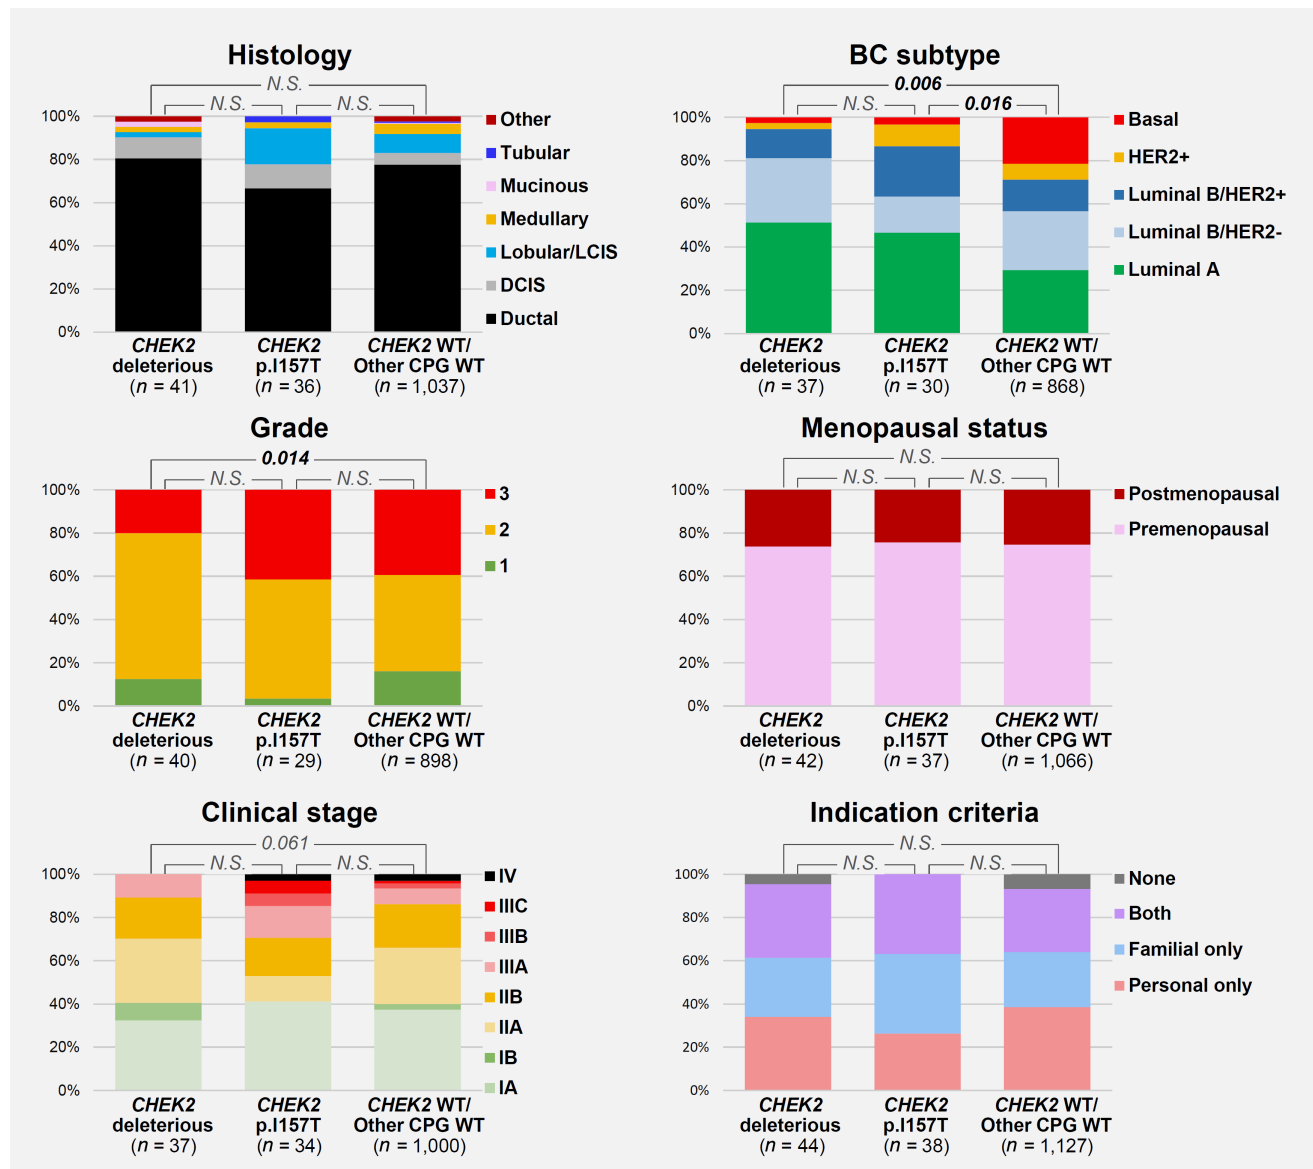 Histology
N.S.
N.S.
N.S.
100%
80%
60%
40%
20%
0%
Other
Tubular
Mucinous
Medullary
Lobular/LCIS
DCIS
Ductal
CHEK2 deleterious (n = 41)
CHEK2 p.I157T (n = 36)
CHEK2 WT/ Other CPG WT (n = 1,037)
BC subtype
0.006
N.S.
0.016
100%
80%
60%
40%
20%
0%
Basal
HER2+
Luminal B/HER2+
Luminal B/HER2-
Luminal A
CHEK2 deleterious (n = 37)
CHEK2 p.I157T (n = 30)
CHEK2 WT/ Other CPG WT (n = 868)
Grade
0.014
N.S.
N.S.
100%
80%
60%
40%
20%
0%
3
2
1
CHEK2 deleterious (n = 40)
CHEK2 p.I157T (n = 29)
CHEK2 WT/ Other CPG WT (n = 898)
Menopausal status
N.S.
N.S.
N.S.
100%
80%
60%
40%
20%
0%
Postmenopausal
Premenopausal
CHEK2 deleterious (n = 42)
CHEK2 p.I157T (n = 37)
CHEK2 WT/ Other CPG WT (n = 1,066)
Clinical stage
0.061
N.S.
N.S.
100%
80%
60%
40%
20%
0%
IV
IIIC
IIIB
IIIA
IIB
IIA
IB
IA
CHEK2 deleterious (n = 37)
CHEK2 p.I157T (n = 34)
CHEK2 WT/ Other CPG WT (n = 1,000)
Indication criteria
N.S.
N.S.
N.S.
100%
80%
60%
40%
20%
0%
None
Both
Familial only
Personal only
CHEK2 deleterious (n = 44)
CHEK2 p.I157T (n = 38)
CHEK2 WT/ Other CPG WT (n = 1,127)